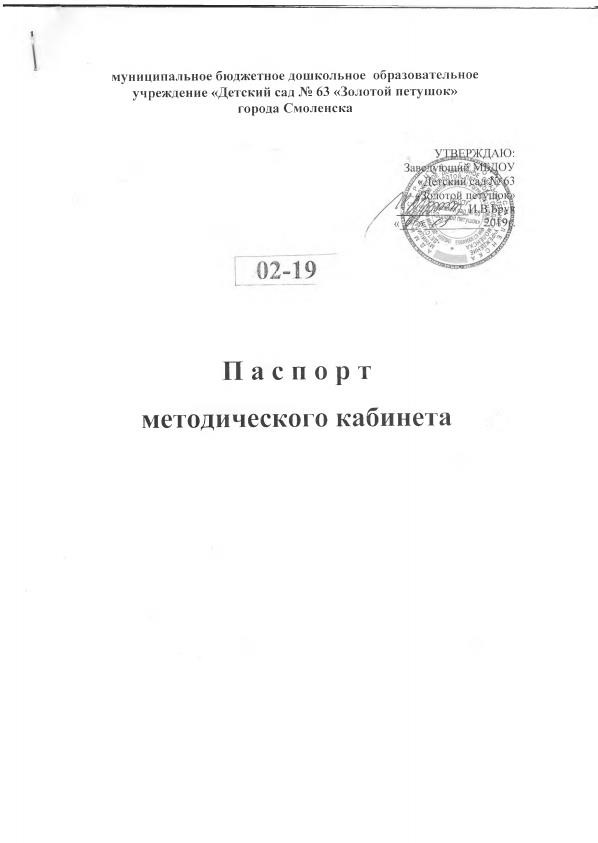 муниципальное бюджетное дошкольное образовательное
учреждение «Детский сад № 63 «Золотой петушок»
города Смоленска
УТВЕРЖДАЮ:
Заведующий МБДОУ
Детский сад № 63
«Золотой петушок»
И.В.Брук
« 2019г.
02-19
П а с п о р т
методического кабинета